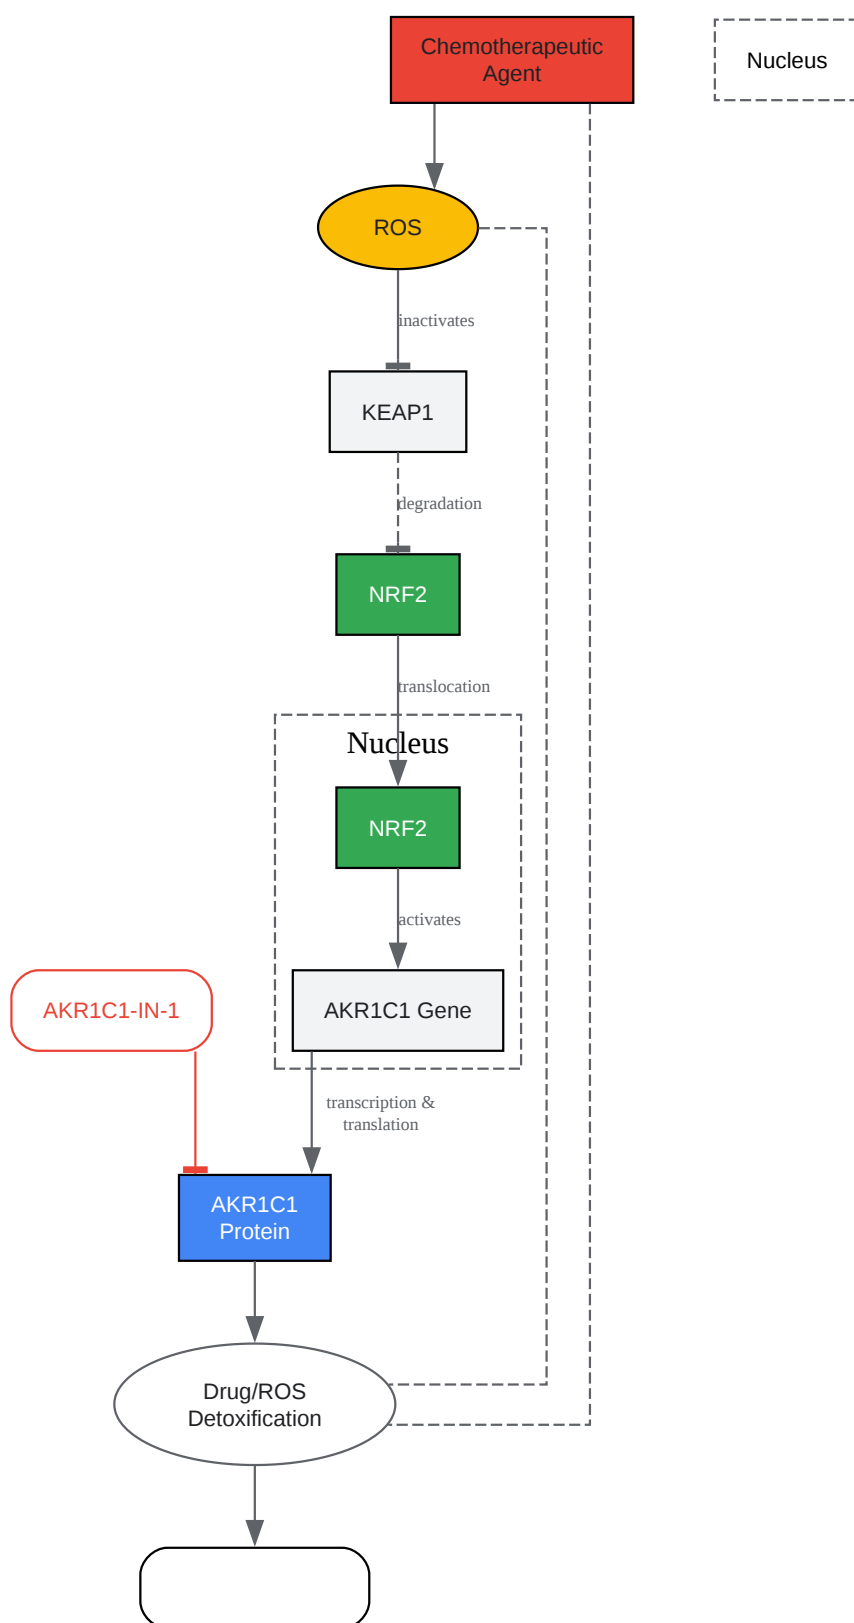 Chemotherapeutic
Agent
Nucleus
ROS
inactivates
KEAP1
degradation
NRF2
translocation
Nucleus
NRF2
activates
AKR1C1-IN-1
AKR1C1 Gene
transcription &
translation
AKR1C1
Protein
Drug/ROS
Detoxification